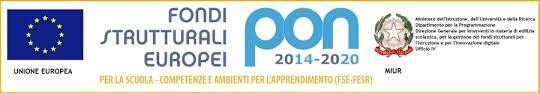 FONDI
STRUTTURALI
EUROPEI
pon
2014-2020
UNIONE EUROPEA
Ministero dell'Istruzione, dell'Università e della Ricerca
Dipartimento per la Programmazione
Direzione Generale per interventi in materia di edilizia
scolastica, per la gestione dei fondi strutturali per
l'istruzione e per l'innovazione digitale
Ufficio IV
MIUR
PER LA SCUOLA - COMPETENZE E AMBIENTI PER L'APPRENDIMENTO (FSE-FESR)